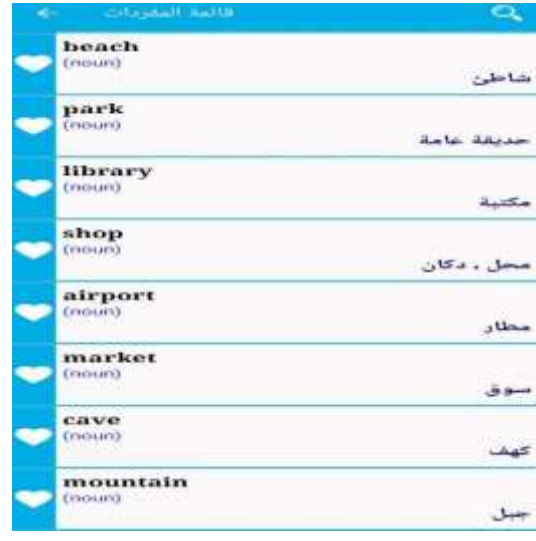 قائمة المفردات
beach
(noun)
شاطئ
park
(noun)
حديقة عامة
library
(noun)
مكتبة
shop
(noun)
محل ، دكان
airport
(noun)
مطار
market
(noun)
سوق
cave
(noun)
كهف
mountain
(noun)
جبل